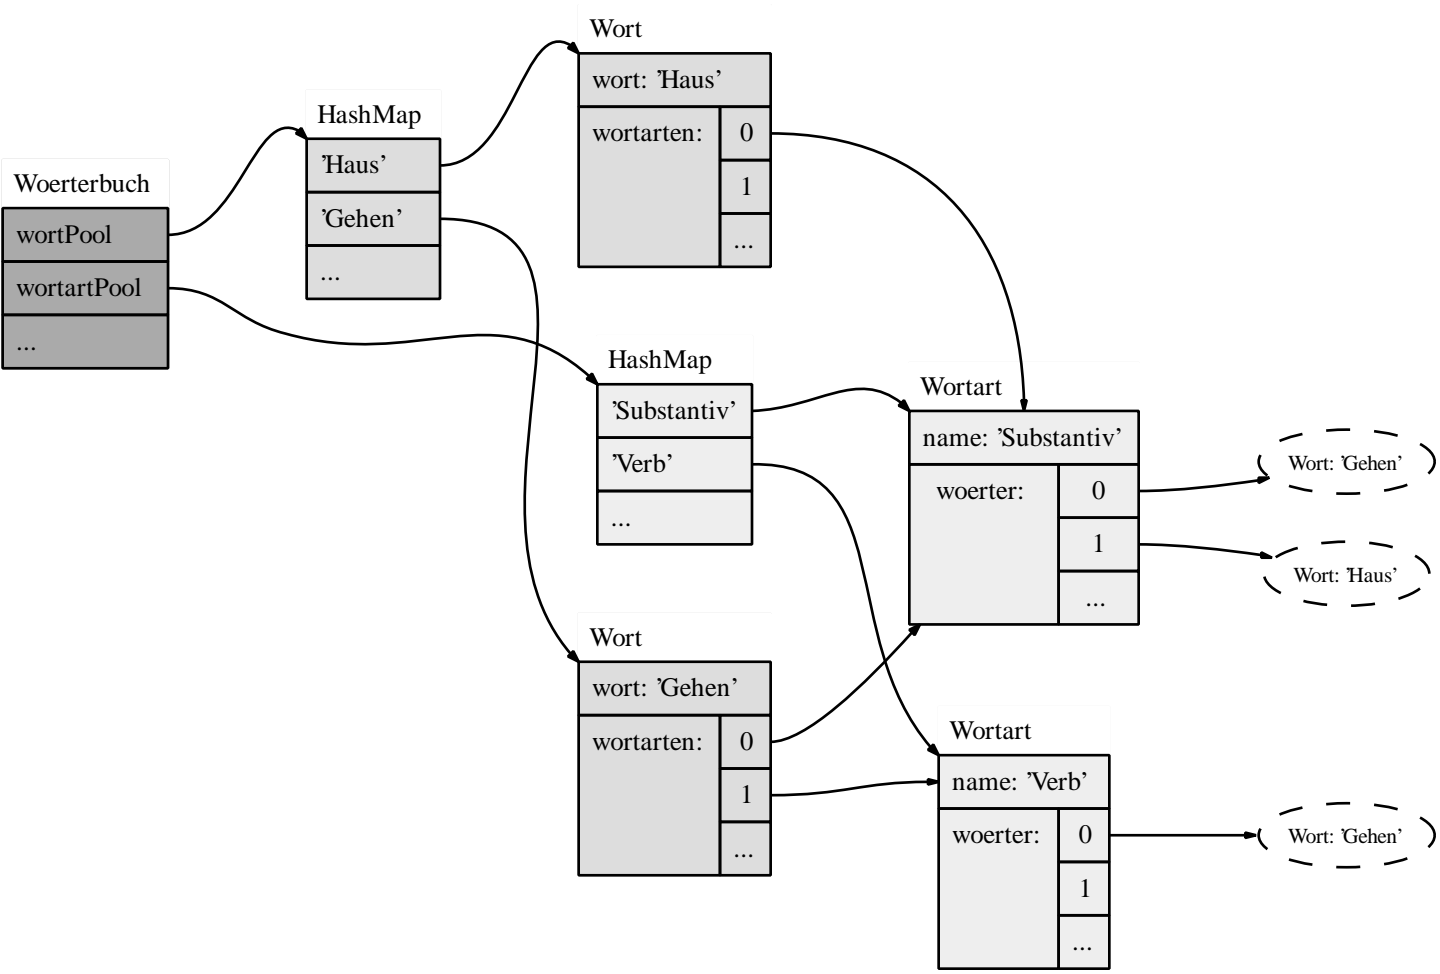 Woerterbuch
wortPool
wortartPool
...
HashMap
'Haus'
'Gehen'
...
Wort
wort: 'Haus'
wortarten: 0
1
...
HashMap
'Substantiv'
'Verb'
...
Wort
wort: 'Gehen'
wortarten: 0
1
...
Wortart
name: 'Substantiv'
woerter: 0
1
...
Wortart
name: 'Verb'
woerter: 0
1
...
Wort: 'Gehen'
Wort: 'Haus'
Wort: 'Gehen'